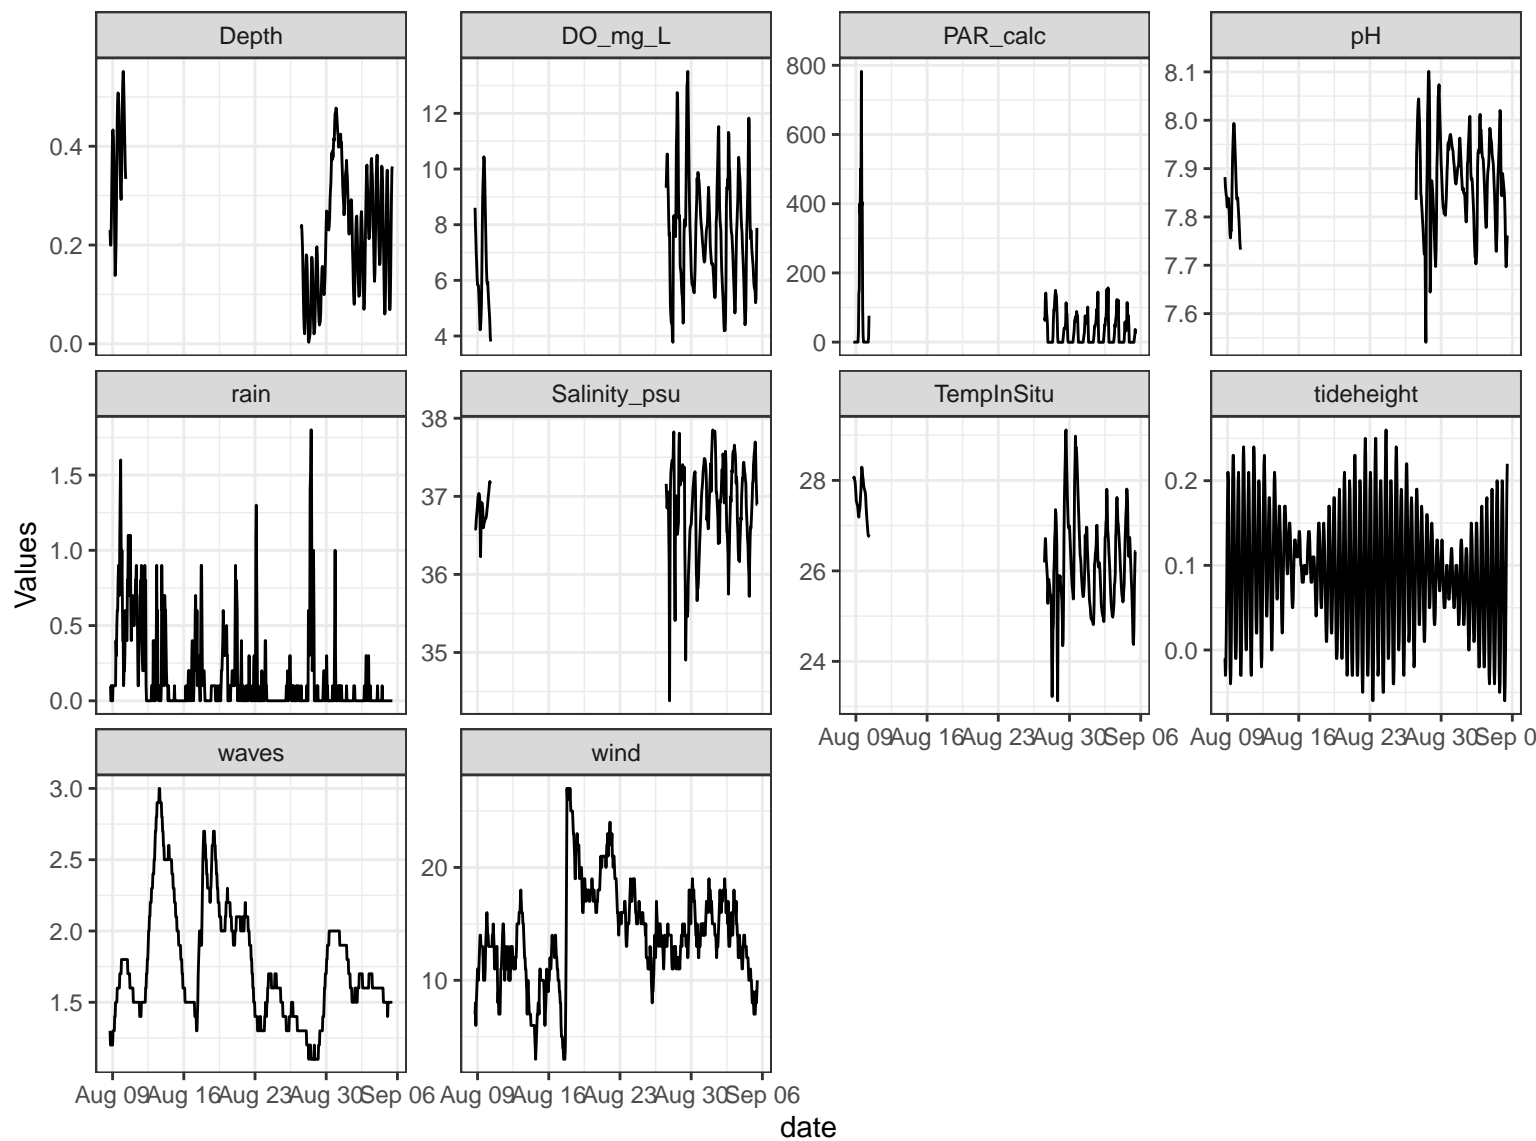 Depth
DO_mg_L
PAR_calc
pH
0.4
0.2
0.0
12
10
8
6
4
800
600
400
200
0
8.1
8.0
7.9
7.8
7.7
7.6
rain
Salinity_psu
TempInSitu
tideheight
1.5
1.0
0.5
0.0
38
37
36
35
28
26
24
0.2
0.1
0.0
Aug 09 Aug 16 Aug 23 Aug 30 Sep 06
Aug 09 Aug 16 Aug 23 Aug 30 Sep 0
waves
wind
3.0
2.5
2.0
1.5
20
10
Aug 09 Aug 16 Aug 23 Aug 30 Sep 06
Aug 09 Aug 16 Aug 23 Aug 30 Sep 06
Values
date